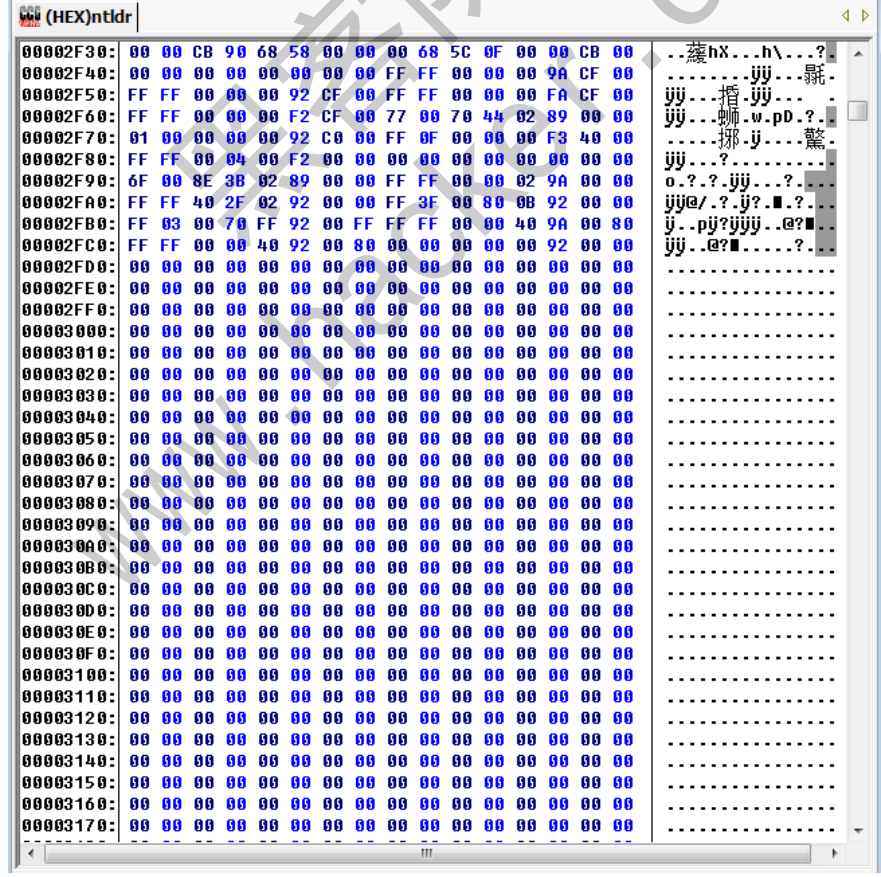 (HEX)ntldr
00002F30: 00 00 CB 90 68 58 00 00 00 68 5C 0F 00 00 CB 00 ..蕿hX...h\...?.
00002F40: 00 00 00 00 00 00 00 FF FF 00 00 00 9A CF 00 .........ÿÿ...毾.
00002F50: FF FF 00 00 00 92 CF 00 FF FF 00 00 00 FA CF 00 ÿÿ...捪.ÿÿ... .
00002F60: FF FF 00 00 00 F2 CF 00 77 00 70 44 02 89 00 00 ÿÿ...蛳.w.pD.?..
00002F70: 01 00 00 00 00 92 C0 00 FF 0F 00 00 00 F3 40 00 .....挪.ÿ....驚.
00002F80: FF FF 00 04 00 F2 00 00 00 00 00 00 00 00 00 00 ÿÿ...?..........
00002F90: 6F 00 8E 3B 02 89 00 00 FF FF 00 00 02 9A 00 00 o.?.?.ÿÿ...?....
00002FA0: FF FF 40 2F 02 92 00 00 FF 3F 00 80 0B 92 00 00 ÿÿ@/.?.ÿ?.■.?...
00002FB0: FF 03 00 70 FF 92 00 FF FF FF 00 00 40 9A 00 80 ÿ..pÿ?ÿÿÿ..@?■..
00002FC0: FF FF 00 00 40 92 00 80 00 00 00 00 00 92 00 00 ÿÿ..@?■.....?...
00002FD0: 00 00 00 00 00 00 00 00 00 00 00 00 00 00 00 00 ................
00002FE0: 00 00 00 00 00 00 00 00 00 00 00 00 00 00 00 00 ................
00002FF0: 00 00 00 00 00 00 00 00 00 00 00 00 00 00 00 00 ................
00003000: 00 00 00 00 00 00 00 00 00 00 00 00 00 00 00 00 ................
00003010: 00 00 00 00 00 00 00 00 00 00 00 00 00 00 00 00 ................
00003020: 00 00 00 00 00 00 00 00 00 00 00 00 00 00 00 00 ................
00003030: 00 00 00 00 00 00 00 00 00 00 00 00 00 00 00 00 ................
00003040: 00 00 00 00 00 00 00 00 00 00 00 00 00 00 00 00 ................
00003050: 00 00 00 00 00 00 00 00 00 00 00 00 00 00 00 00 ................
00003060: 00 00 00 00 00 00 00 00 00 00 00 00 00 00 00 00 ................
00003070: 00 00 00 00 00 00 00 00 00 00 00 00 00 00 00 00 ................
00003080: 00 00 00 00 00 00 00 00 00 00 00 00 00 00 00 00 ................
00003090: 00 00 00 00 00 00 00 00 00 00 00 00 00 00 00 00 ................
000030A0: 00 00 00 00 00 00 00 00 00 00 00 00 00 00 00 00 ................
000030B0: 00 00 00 00 00 00 00 00 00 00 00 00 00 00 00 00 ................
000030C0: 00 00 00 00 00 00 00 00 00 00 00 00 00 00 00 00 ................
000030D0: 00 00 00 00 00 00 00 00 00 00 00 00 00 00 00 00 ................
000030E0: 00 00 00 00 00 00 00 00 00 00 00 00 00 00 00 00 ................
000030F0: 00 00 00 00 00 00 00 00 00 00 00 00 00 00 00 00 ................
00003100: 00 00 00 00 00 00 00 00 00 00 00 00 00 00 00 00 ................
00003110: 00 00 00 00 00 00 00 00 00 00 00 00 00 00 00 00 ................
00003120: 00 00 00 00 00 00 00 00 00 00 00 00 00 00 00 00 ................
00003130: 00 00 00 00 00 00 00 00 00 00 00 00 00 00 00 00 ................
00003140: 00 00 00 00 00 00 00 00 00 00 00 00 00 00 00 00 ................
00003150: 00 00 00 00 00 00 00 00 00 00 00 00 00 00 00 00 ................
00003160: 00 00 00 00 00 00 00 00 00 00 00 00 00 00 00 00 ................
00003170: 00 00 00 00 00 00 00 00 00 00 00 00 00 00 00 00 ................
黑客
www.hacker.c